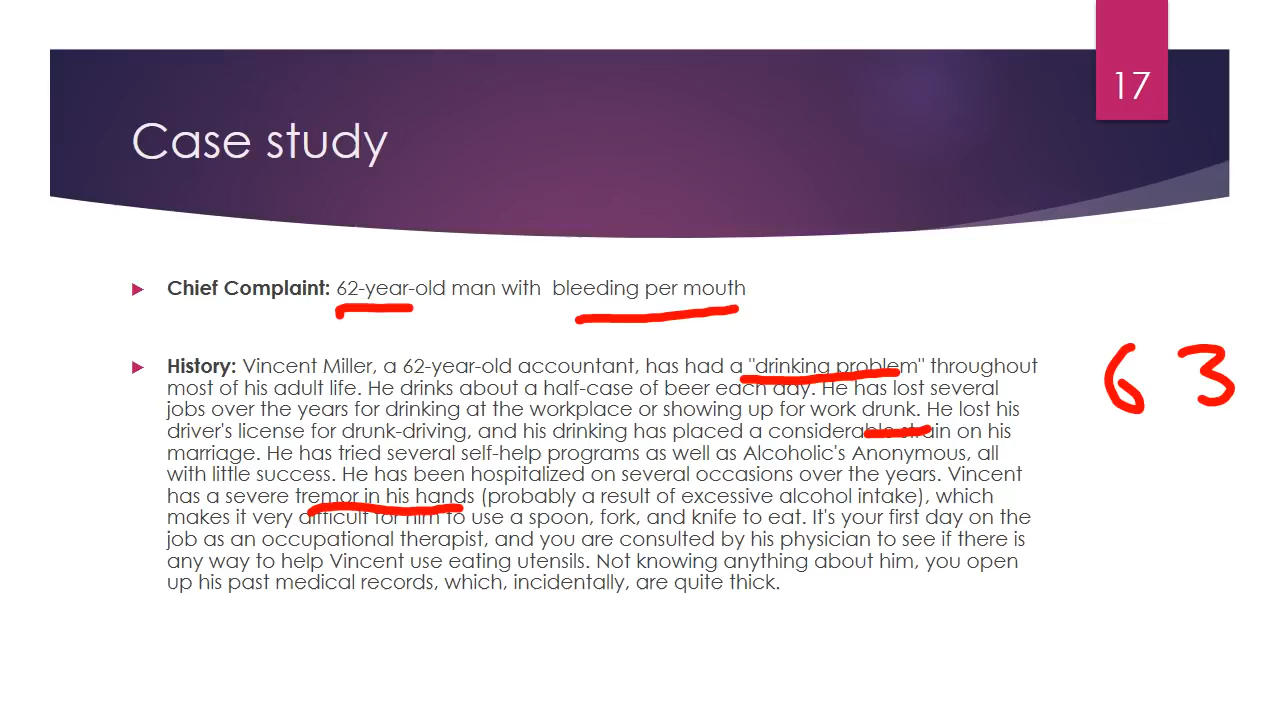 17
Case study
Chief Complaint: 62-year-old man with bleeding per mouth
History: Vincent Miller, a 62-year-old accountant, has had a "drinking problem" throughout
most of his adult life. He drinks about a half-case of beer each day. He has lost several
jobs over the years for drinking at the workplace or showing up for work drunk. He lost his
driver's license for drunk-driving, and his drinking has placed a considerable strain on his
marriage. He has tried several self-help programs as well as Alcoholic's Anonymous, all
with little success. He has been hospitalized on several occasions over the years. Vincent
has a severe tremor in his hands (probably a result of excessive alcohol intake), which
makes it very difficult for him to use a spoon, fork, and knife to eat. It's your first day on the
job as an occupational therapist, and you are consulted by his physician to see if there is
any way to help Vincent use eating utensils. Not knowing anything about him, you open
up his past medical records, which, incidentally, are quite thick.
63